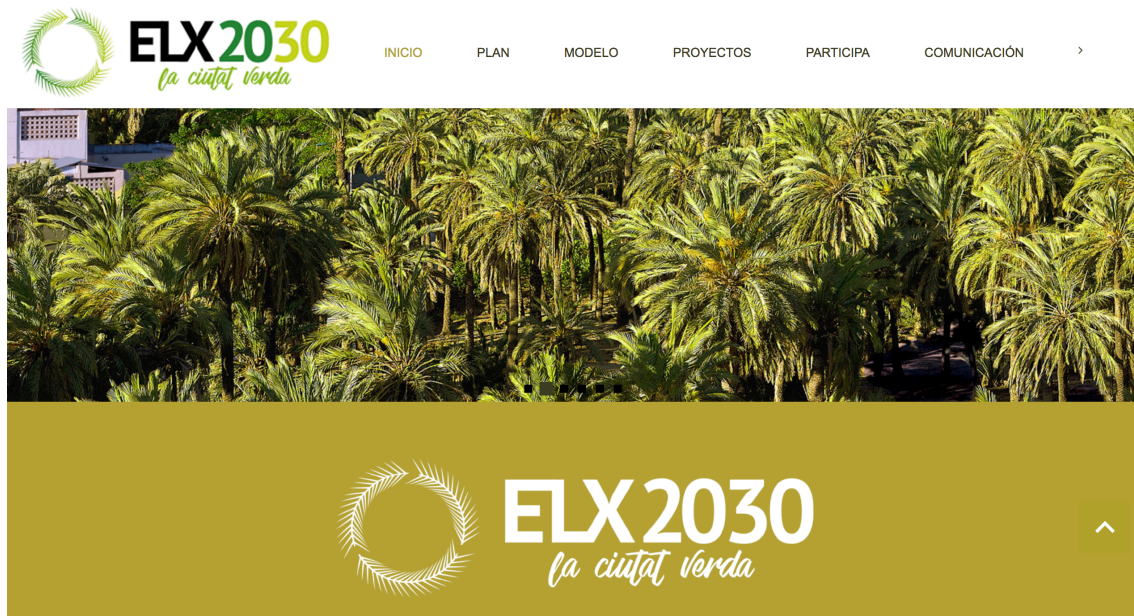 ELX2030
la ciutat verda
INICIO PLAN MODELO PROYECTOS PARTICIPA COMUNICACIÓN
ELX2030
la ciutat verda